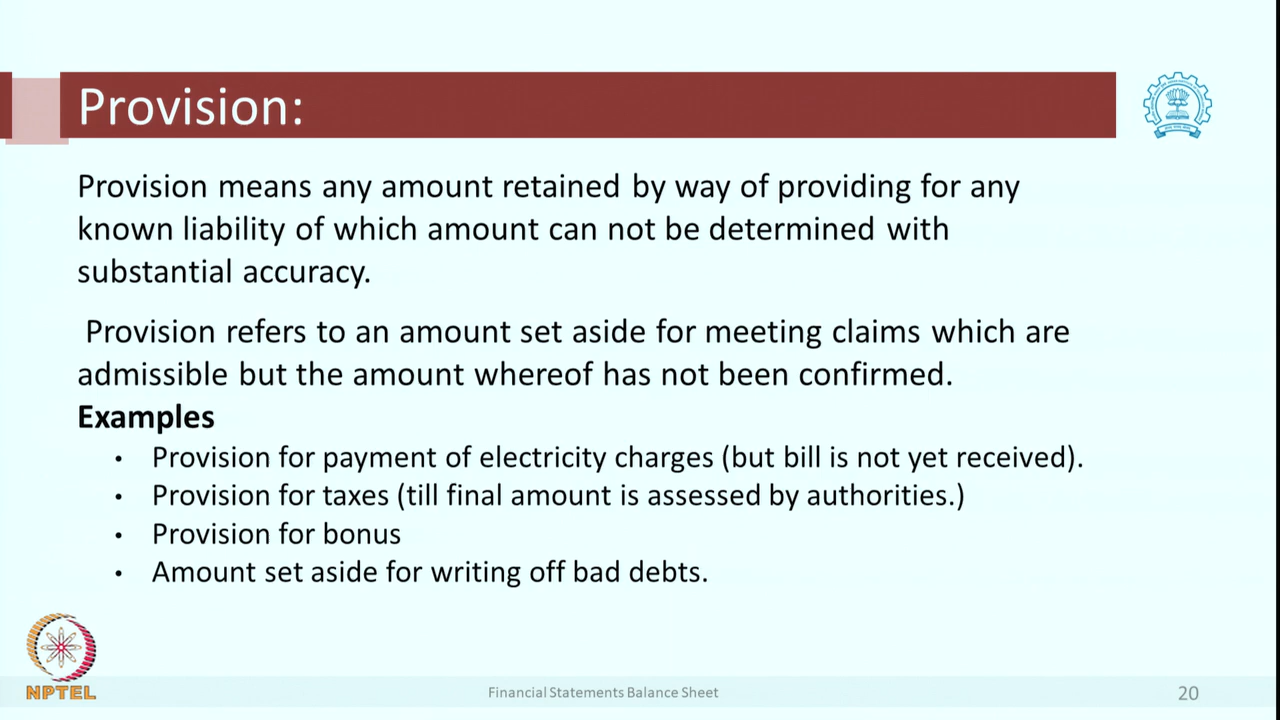 Provision:
Provision means any amount retained by way of providing for any
known liability of which amount can not be determined with
substantial accuracy.
Provision refers to an amount set aside for meeting claims which are
admissible but the amount whereof has not been confirmed.
Examples
• Provision for payment of electricity charges (but bill is not yet received).
• Provision for taxes (till final amount is assessed by authorities.)
• Provision for bonus
• Amount set aside for writing off bad debts.
NPTEL
Financial Statements Balance Sheet
20